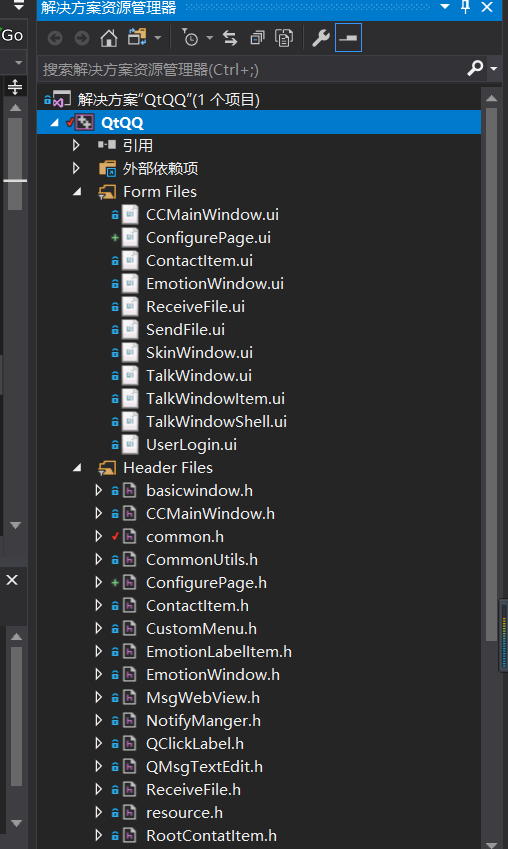 解决方案资源管理器
Go
搜索解决方案资源管理器(Ctrl+;)
解决方案"QtQQ"(1 个项目)
QtQQ
引用
外部依赖项
Form Files
CCMainWindow.ui
ConfigurePage.ui
ContactItem.ui
EmotionWindow.ui
ReceiveFile.ui
SendFile.ui
SkinWindow.ui
TalkWindow.ui
TalkWindowItem.ui
TalkWindowShell.ui
UserLogin.ui
Header Files
basicwindow.h
CCMainWindow.h
common.h
CommonUtils.h
ConfigurePage.h
ContactItem.h
CustomMenu.h
EmotionLabelItem.h
EmotionWindow.h
MsgWebView.h
NotifyManger.h
QClickLabel.h
QMsgTextEdit.h
ReceiveFile.h
resource.h
RootContatItem.h